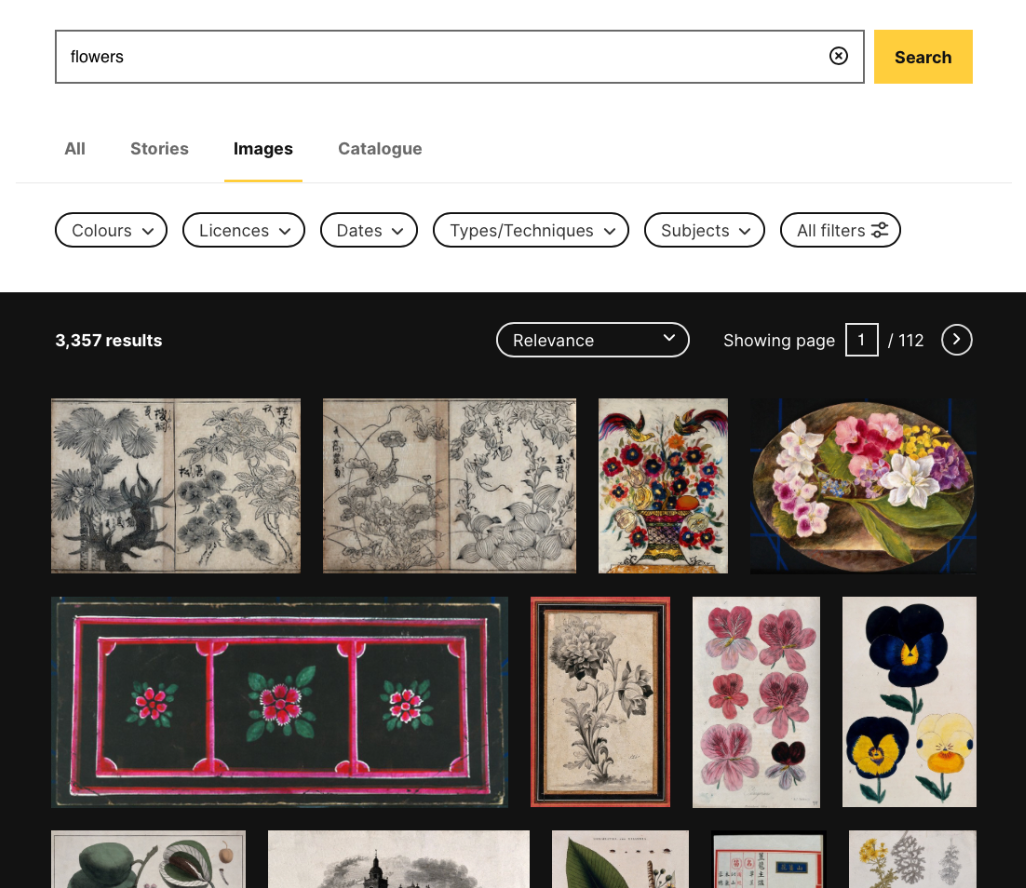 flowers
Search
All Stories Images Catalogue
Colours Licences Dates Types/Techniques Subjects All filters
3,357 results Relevance Showing page 1 / 112